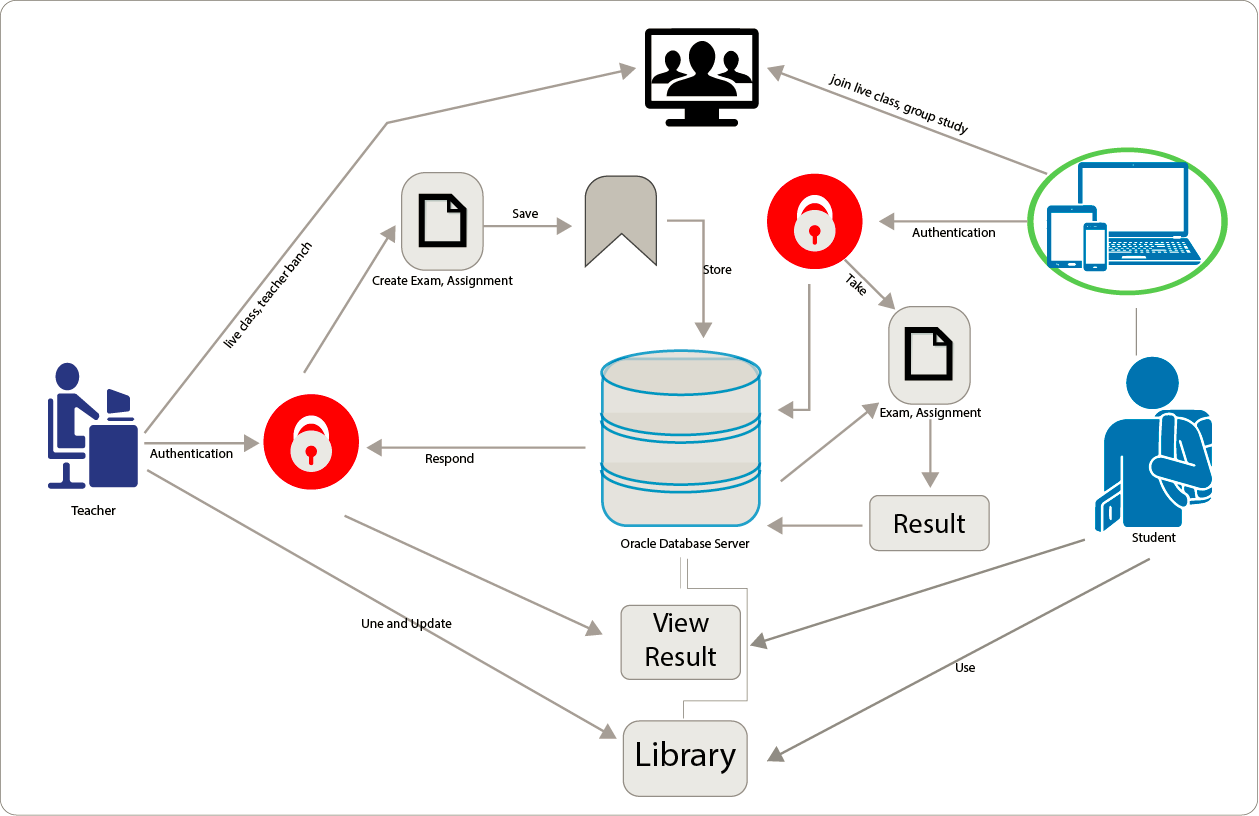 join live class, group study
Save
Authentication
Create Exam, Assignment
Store
Take
live class, teacher banch
Exam, Assignment
Authentication
Respond
Teacher
Result
Oracle Database Server
Student
Une and Update
View
Result
Use
Library